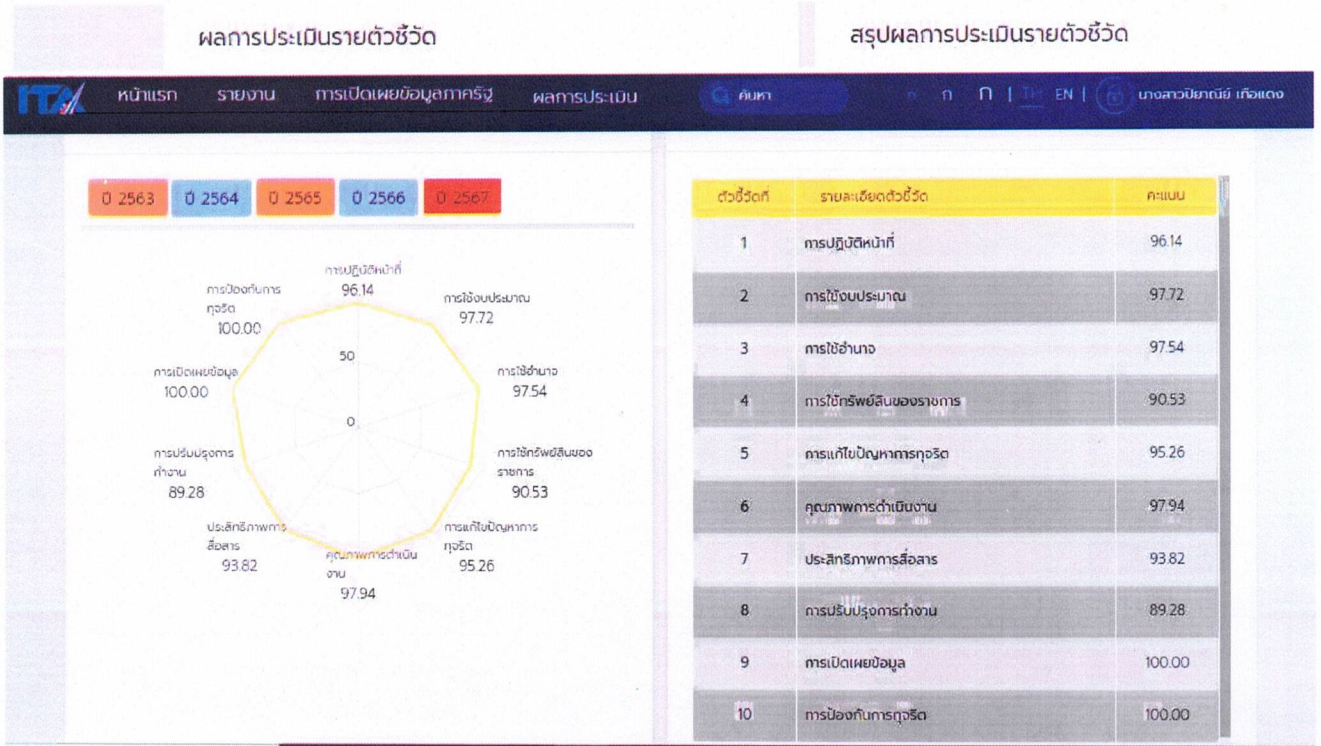 ผลการประเมินรายตัวชี้วัด
สรุปผลการประเมินรายตัวชี้วัด
ITA หน้าแรก รายงาน การเปิดเผยข้อมูลภาครัฐ ผลการประเมิน ค้นหา ก ก ก | TH EN | นางสาวปิยาณีย์ เกือแดง
ปี 2563 ปี 2564 ปี 2565 ปี 2566 ปี 2567
การปฏิบัติหน้าที่
96.14
การใช้งบประมาณ
97.72
การใช้อำนาจ
97.54
การใช้ทรัพย์สินของ
ราชการ
90.53
การแก้ไขปัญหาการ
ทุจริต
95.26
คุณภาพการดำเนิน
งาน
97.94
ประสิทธิภาพการ
สื่อสาร
93.82
การปรับปรุงการ
ทำงาน
89.28
การเปิดเผยข้อมูล
100.00
การป้องกันการ
ทุจริต
100.00
50
0
ตัวชี้วัดที่ รายละเอียดตัวชี้วัด คะแนน
1 การปฏิบัติหน้าที่ 96.14
2 การใช้งบประมาณ 97.72
3 การใช้อำนาจ 97.54
4 การใช้ทรัพย์สินของราชการ 90.53
5 การแก้ไขปัญหาการทุจริต 95.26
6 คุณภาพการดำเนินงาน 97.94
7 ประสิทธิภาพการสื่อสาร 93.82
8 การปรับปรุงการทำงาน 89.28
9 การเปิดเผยข้อมูล 100.00
10 การป้องกันการทุจริต 100.00